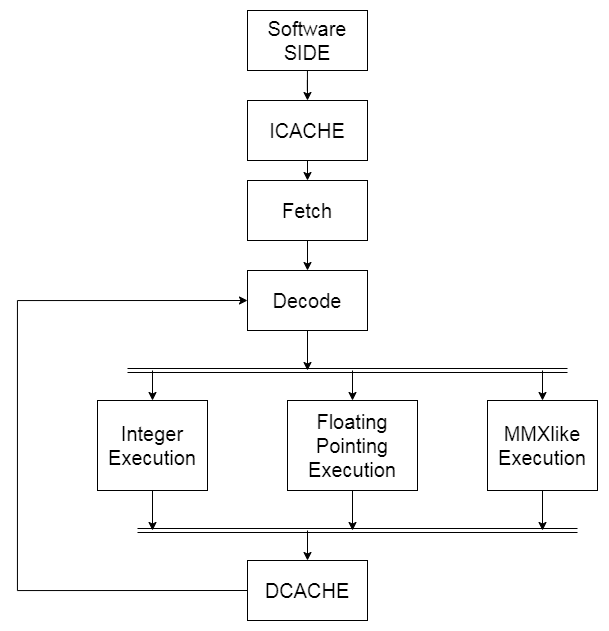 Software
SIDE
ICACHE
Fetch
Decode
Integer
Execution
Floating
Pointing
Execution
MMXlike
Execution
DCACHE